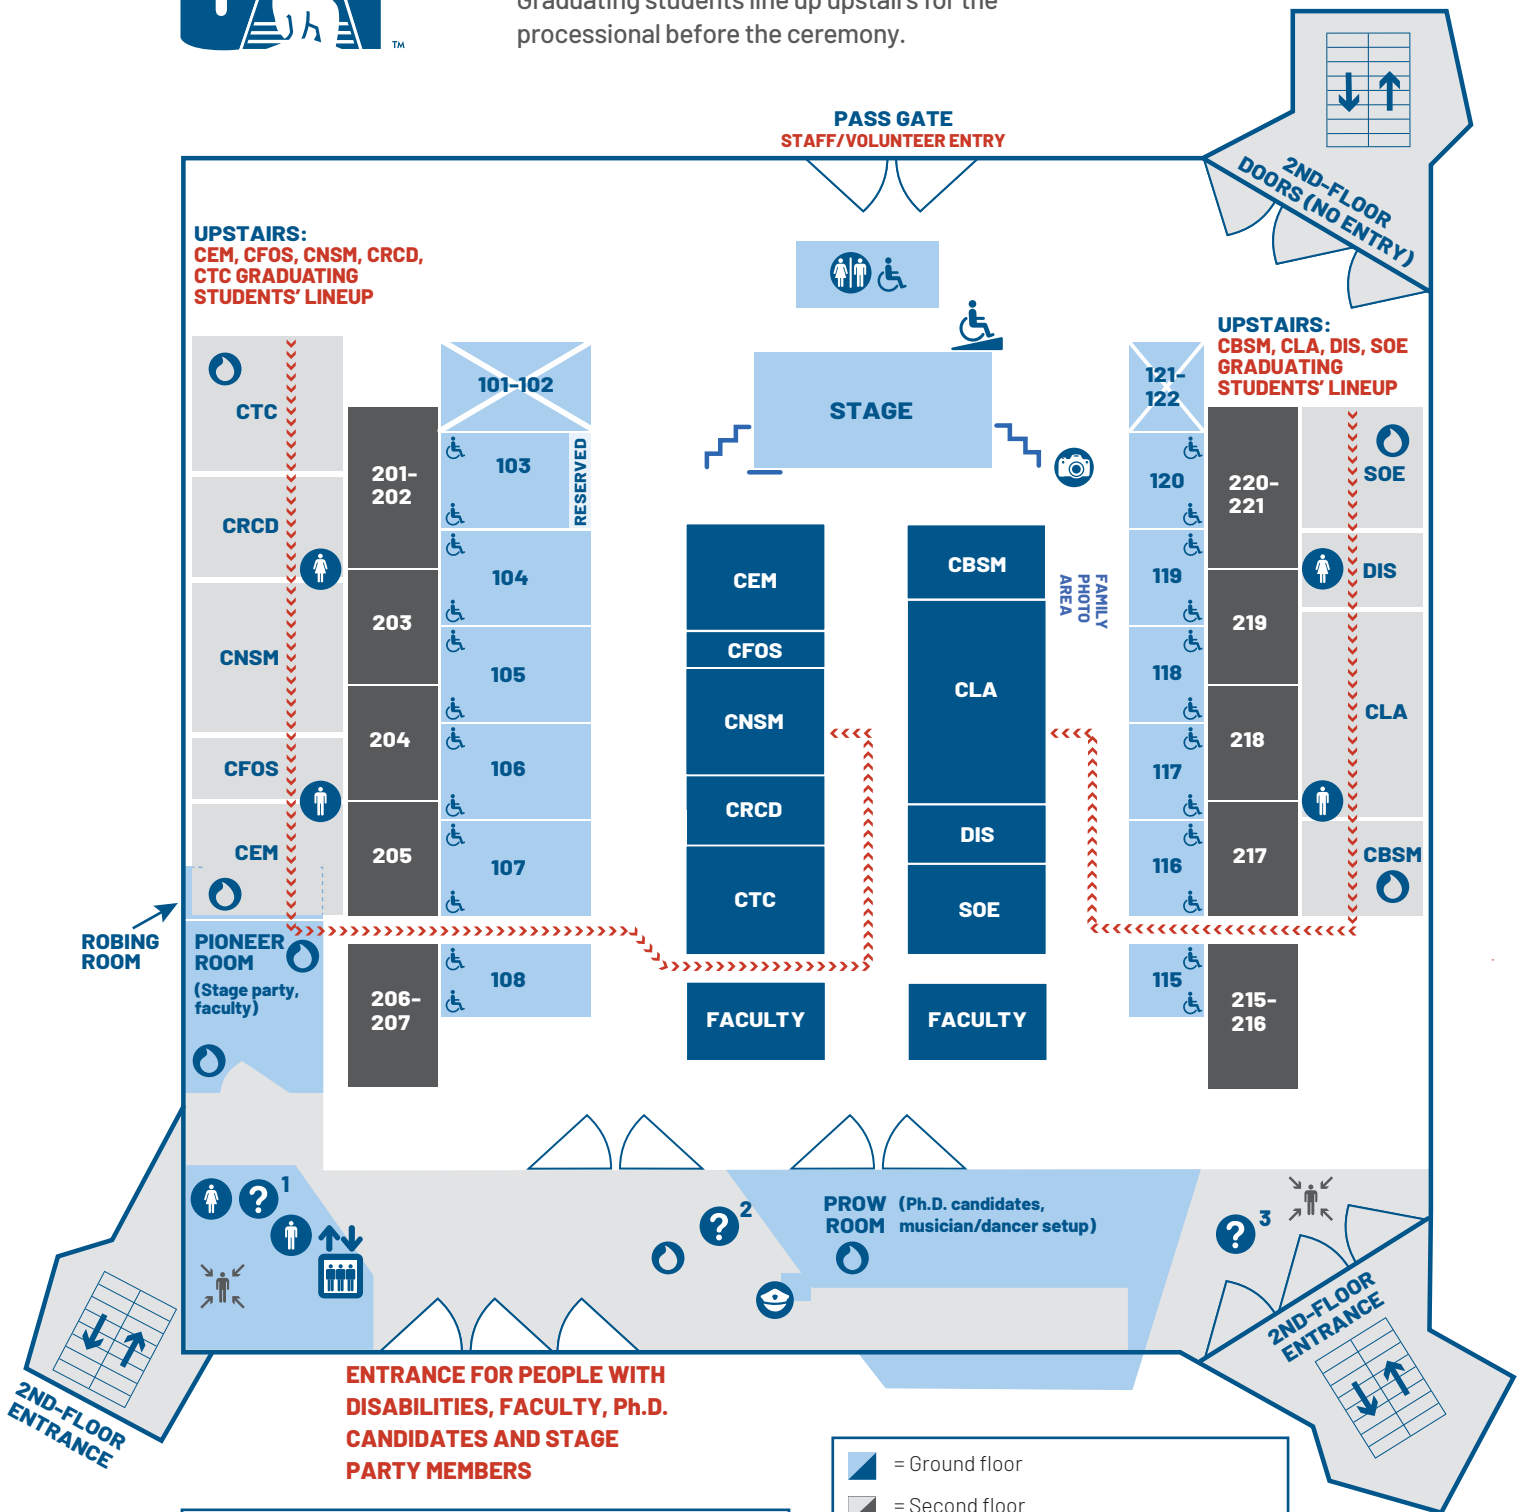 Graduating students line up upstairs for the
processional before the ceremony.
TM
PASS GATE
STAFF/VOLUNTEER ENTRY
2ND-FLOOR
DOORS (NO ENTRY)
UPSTAIRS:
CEM, CFOS, CNSM, CRCD,
CTC GRADUATING
STUDENTS' LINEUP
UPSTAIRS:
CBSM, CLA, DIS, SOE
GRADUATING
STUDENTS' LINEUP
CTC
CRCD
CNSM
CFOS
CEM
201-
202
203
204
205
206-
207
101-102
103
RESERVED
104
105
106
107
108
STAGE
CEM
CFOS
CNSM
CRCD
CTC
FACULTY
CBSM
CLA
DIS
SOE
FACULTY
FAMILY
PHOTO
AREA
121-
122
120
119
118
117
116
115
220-
221
219
218
217
215-
216
SOE
DIS
CLA
CBSM
ROBING
ROOM
PIONEER
ROOM
(Stage party,
faculty)
? 1
? 2
PROW
ROOM
(Ph.D. candidates,
musician/dancer setup)
? 3
2ND-FLOOR
ENTRANCE
2ND-FLOOR
ENTRANCE
ENTRANCE FOR PEOPLE WITH
DISABILITIES, FACULTY, Ph.D.
CANDIDATES AND STAGE
PARTY MEMBERS
= Ground floor
= Second floor